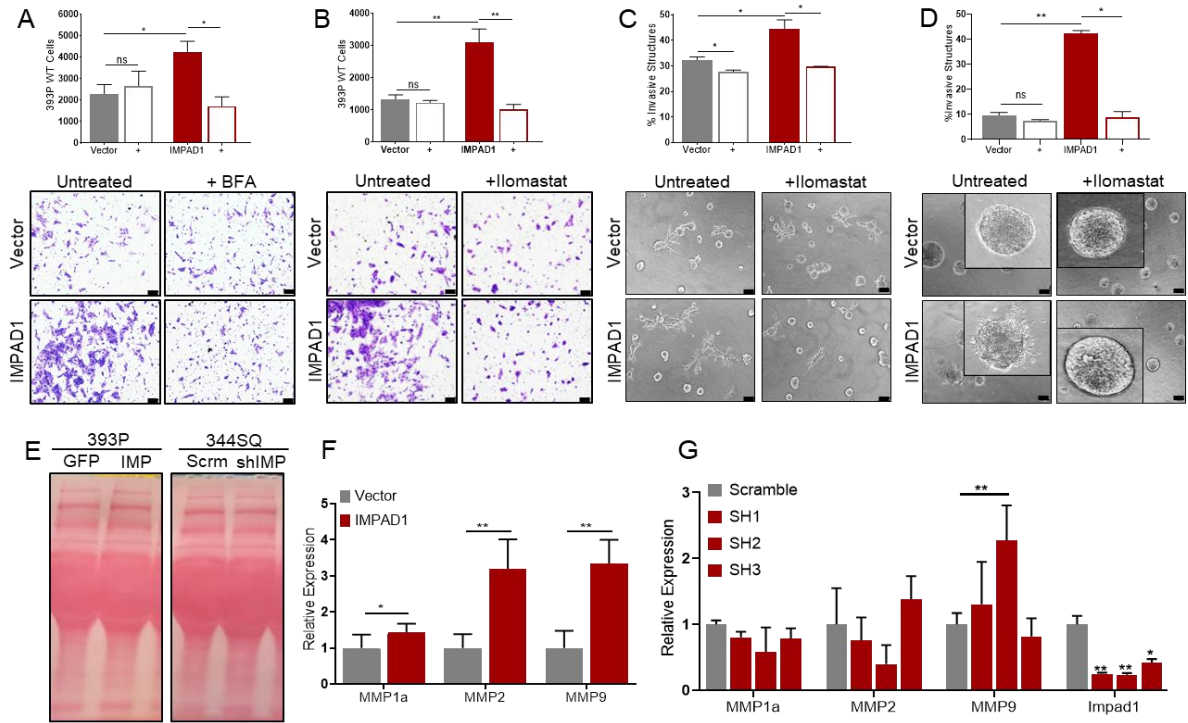 A
393P WT Cells
6000
5000
4000
3000
2000
1000
0
*
*
ns
Vector
+
IMPAD1
+
Untreated
+ BFA
Vector
IMPAD1
B
393P WT Cells
4000
3000
2000
1000
0
**
**
ns
Vector
+
IMPAD1
+
Untreated
+Ilomastat
Vector
IMPAD1
C
% Invasive Structures
50
40
30
20
10
0
*
*
*
Vector
+
IMPAD1
+
Untreated
+Ilomastat
Vector
IMPAD1
D
%Invasive Structures
50
40
30
20
10
0
**
*
ns
Vector
+
IMPAD1
+
Untreated
+Ilomastat
Vector
IMPAD1
E
393P
344SQ
GFP
IMP
Scrm
shIMP
F
Vector
IMPAD1
Relative Expression
5
4
3
2
1
0
*
**
**
MMP1a
MMP2
MMP9
G
Scramble
SH1
SH2
SH3
Relative Expression
3
2
1
0
**
**
**
*
MMP1a
MMP2
MMP9
Impad1